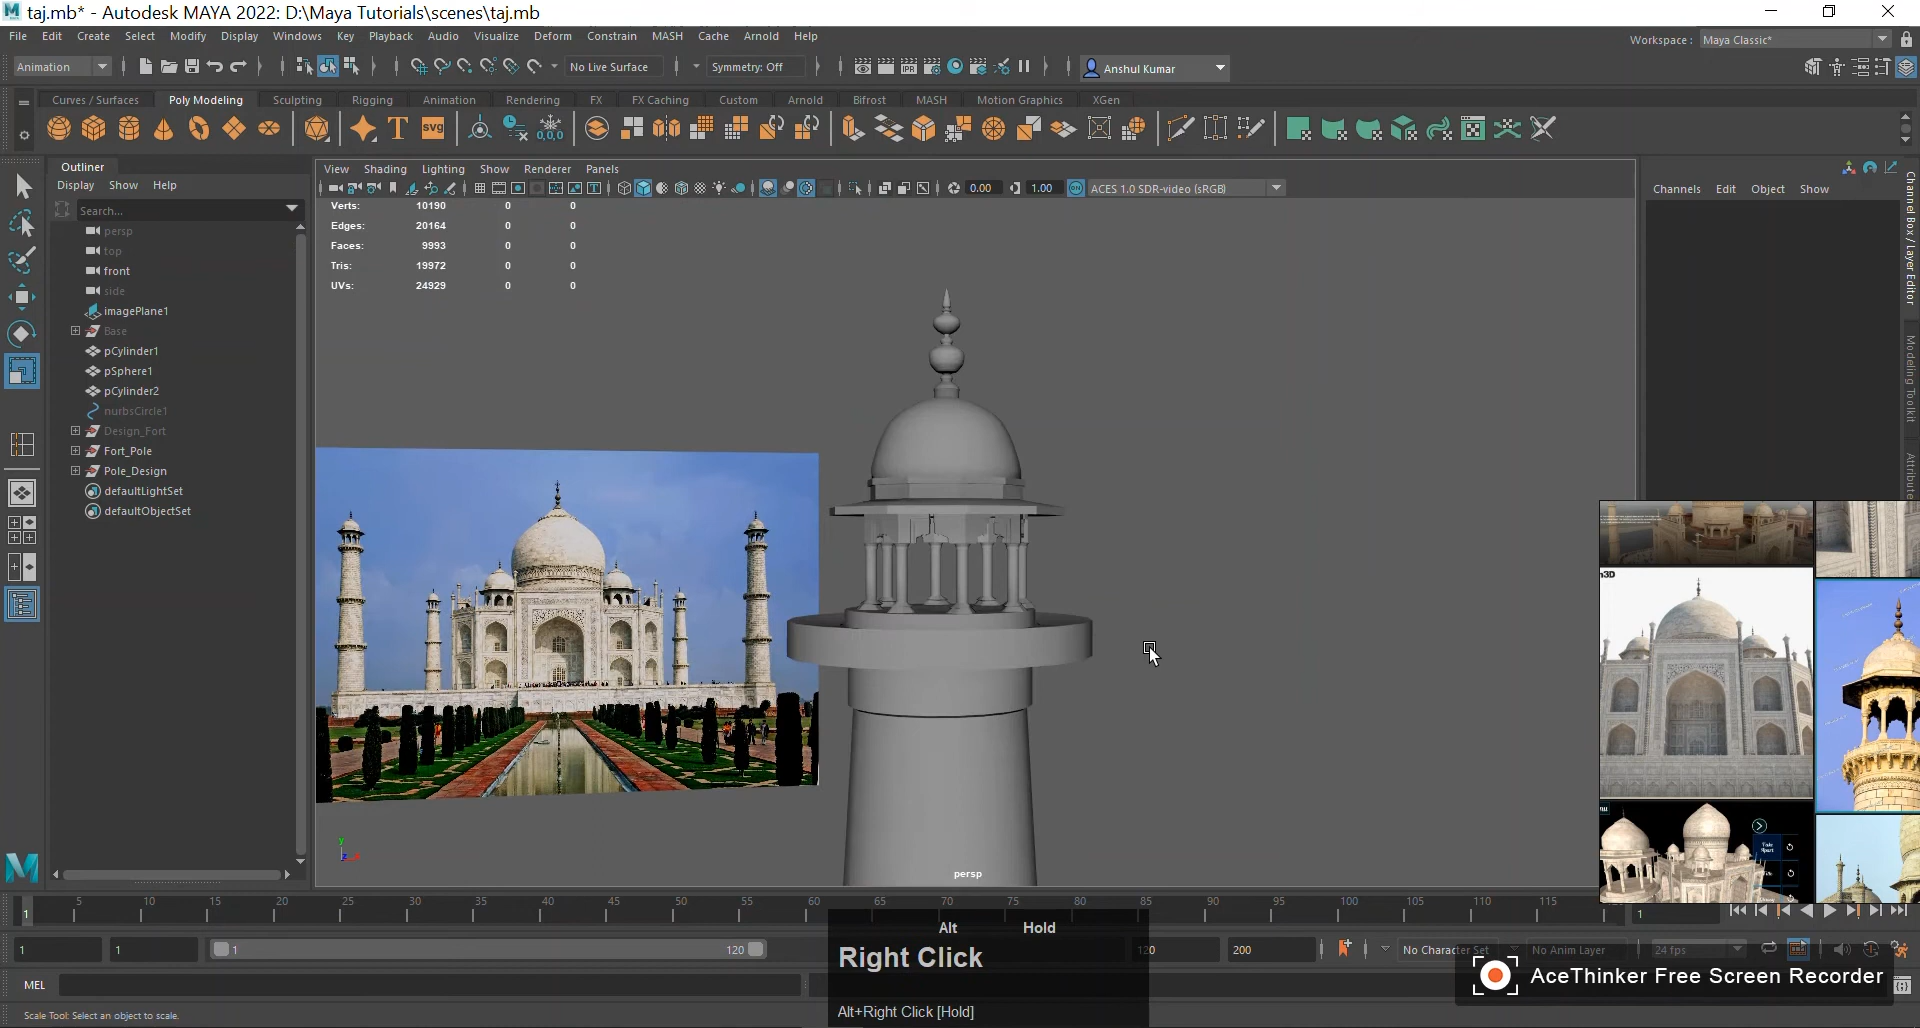 taj.mb* - Autodesk MAYA 2022: D:\Maya Tutorials\scenes\taj.mb
File Edit Create Select Modify Display Windows Key Playback Audio Visualize Deform Constrain MASH Cache Arnold Help
Workspace : Maya Classic*
Animation No Live Surface Symmetry: Off Anshul Kumar
Curves / Surfaces Poly Modeling Sculpting Rigging Animation Rendering FX FX Caching Custom Arnold Bifrost MASH Motion Graphics XGen
Outliner
Display Show Help
Search...
persp
top
front
side
imagePlane1
Base
pCylinder1
pSphere1
pCylinder2
nurbsCircle1
Design_Fort
Fort_Pole
Pole_Design
defaultLightSet
defaultObjectSet
View Shading Lighting Show Renderer Panels
0.00 1.00 ACES 1.0 SDR-video (sRGB)
Verts: 10190 0 0
Edges: 20164 0 0
Faces: 9993 0 0
Tris: 19972 0 0
UVs: 24929 0 0
persp
Channels Edit Object Show
Channel Box / Layer Editor
Modeling Toolkit
Attribute
1 5 10 15 20 25 30 35 40 45 50 55 60 65 70 75 80 85 90 95 100 105 110 115 1
1 1 1 120 120 200 No Character Set No Anim Layer 24 fps
Alt Hold
Right Click
Alt+Right Click [Hold]
MEL
AceThinker Free Screen Recorder
Scale Tool: Select an object to scale.